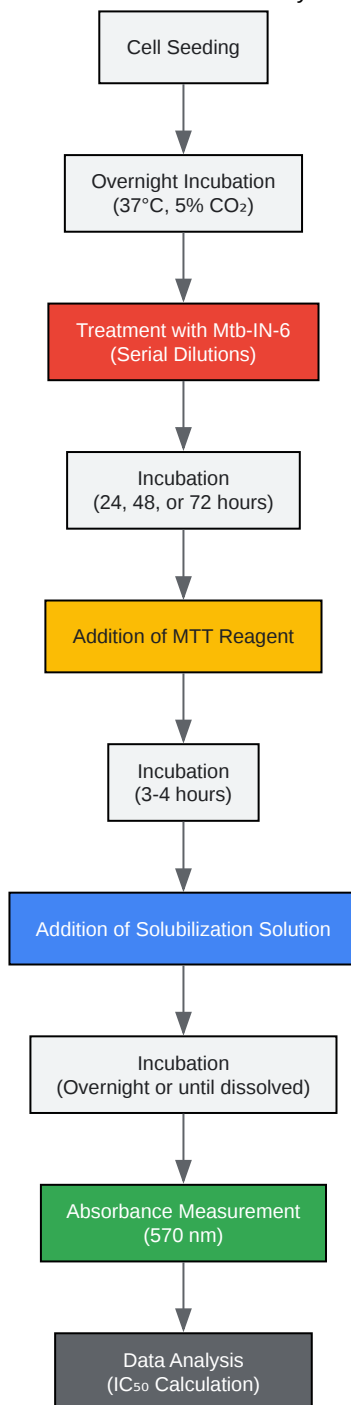 Cell Seeding
Overnight Incubation
(37°C, 5% CO₂)
Treatment with Mtb-IN-6
(Serial Dilutions)
Incubation
(24, 48, or 72 hours)
Addition of MTT Reagent
Incubation
(3-4 hours)
Addition of Solubilization Solution
Incubation
(Overnight or until dissolved)
Absorbance Measurement
(570 nm)
Data Analysis
(IC₅₀ Calculation)